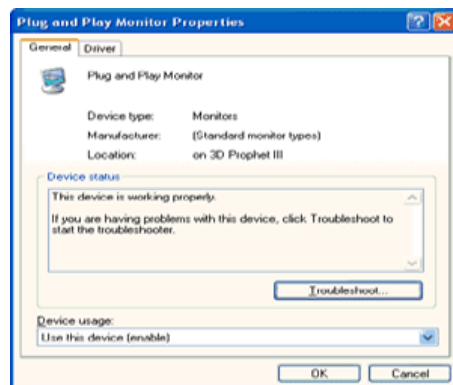 Plug and Play Monitor Properties
General Driver
Plug and Play Monitor
Device type: Monitors
Manufacturer: (Standard monitor types)
Location: on 3D Prophet III
Device status
This device is working properly.
If you are having problems with this device, click Troubleshoot to
start the troubleshooter.
Troubleshoot...
Device usage:
Use this device (enable)
OK Cancel